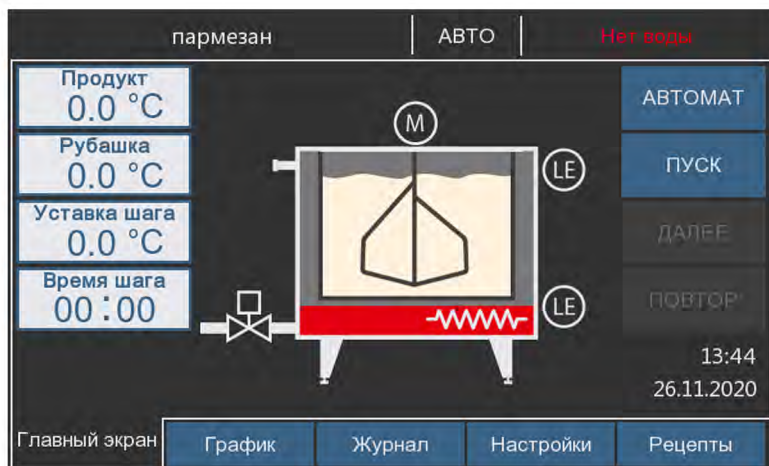 пармезан
АВТО
Нет воды
Продукт
0.0 °C
Рубашка
0.0 °C
Уставка шага
0.0 °C
Время шага
00:00
M
LE
LE
АВТОМАТ
ПУСК
ДАЛЕЕ
ПОВТОР
13:44
26.11.2020
Главный экран
График
Журнал
Настройки
Рецепты